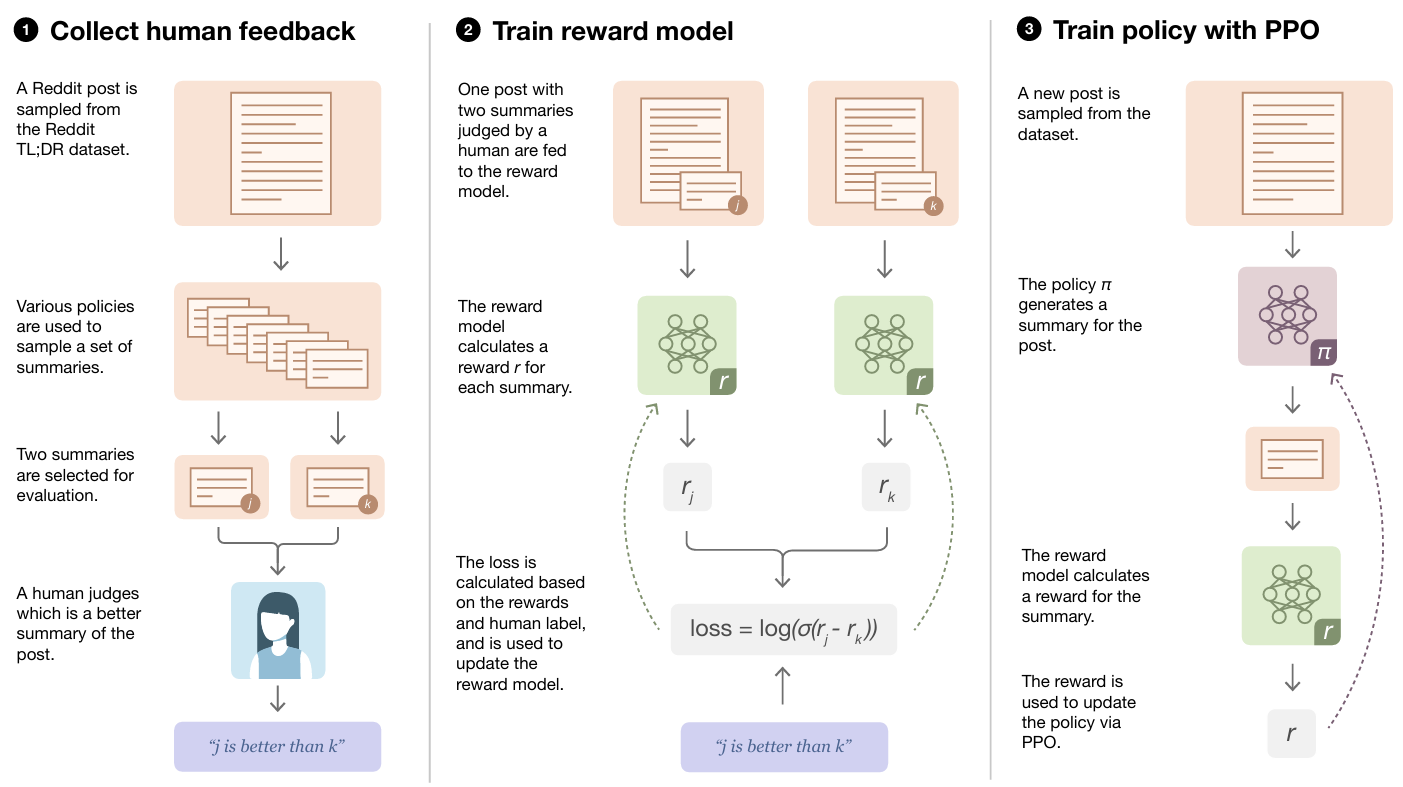 1 Collect human feedback
A Reddit post is
sampled from
the Reddit
TL;DR dataset.
Various policies
are used to
sample a set of
summaries.
Two summaries
are selected for
evaluation.
j
k
A human judges
which is a better
summary of the
post.
“j is better than k”
2 Train reward model
One post with
two summaries
judged by a
human are fed
to the reward
model.
j
k
The reward
model
calculates a
reward r for
each summary.
r
r
r_j
r_k
The loss is
calculated based
on the rewards
and human label,
and is used to
update the
reward model.
loss = log(σ(r_j - r_k))
“j is better than k”
3 Train policy with PPO
A new post is
sampled from the
dataset.
The policy π
generates a
summary for the
post.
π
The reward
model calculates
a reward for the
summary.
r
The reward is
used to update
the policy via
PPO.
r